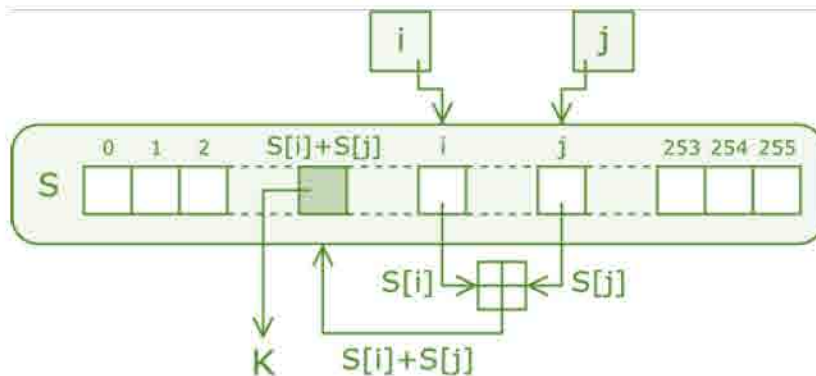 i j
0 1 2 S[i]+S[j] i j 253 254 255
S
S[i] S[j]
K S[i]+S[j]